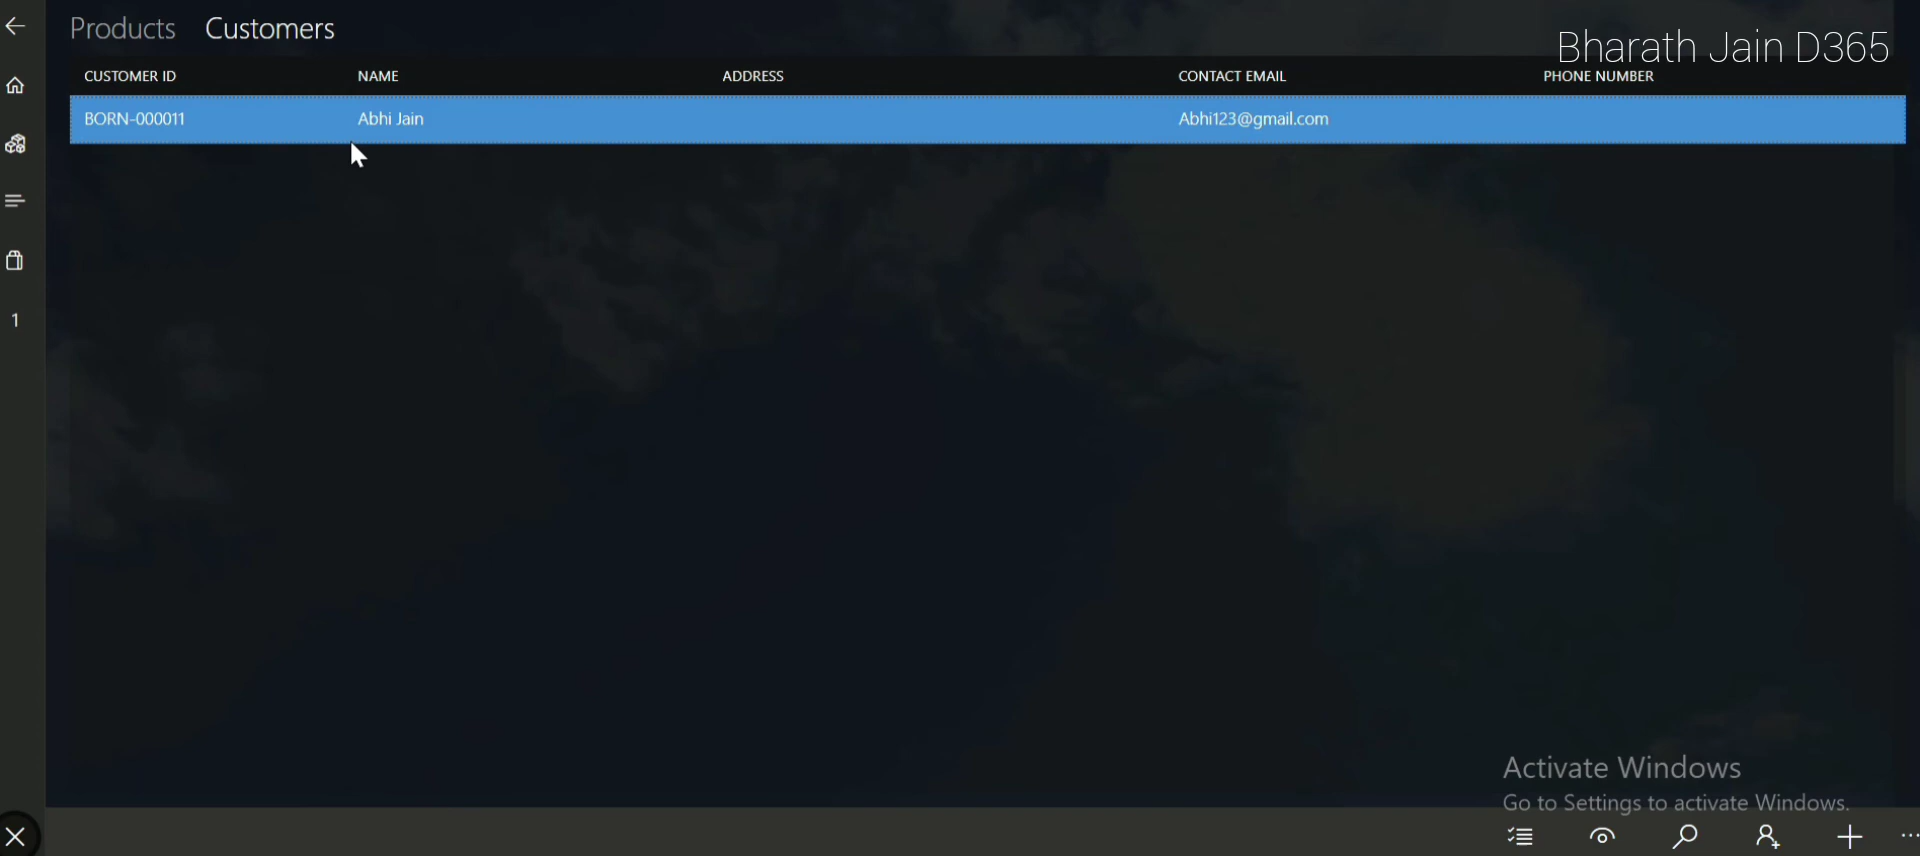 Products Customers
Bharath Jain D365
CUSTOMER ID NAME ADDRESS CONTACT EMAIL PHONE NUMBER
BORN-000011 Abhi Jain Abhi123@gmail.com
1
Activate Windows
Go to Settings to activate Windows.